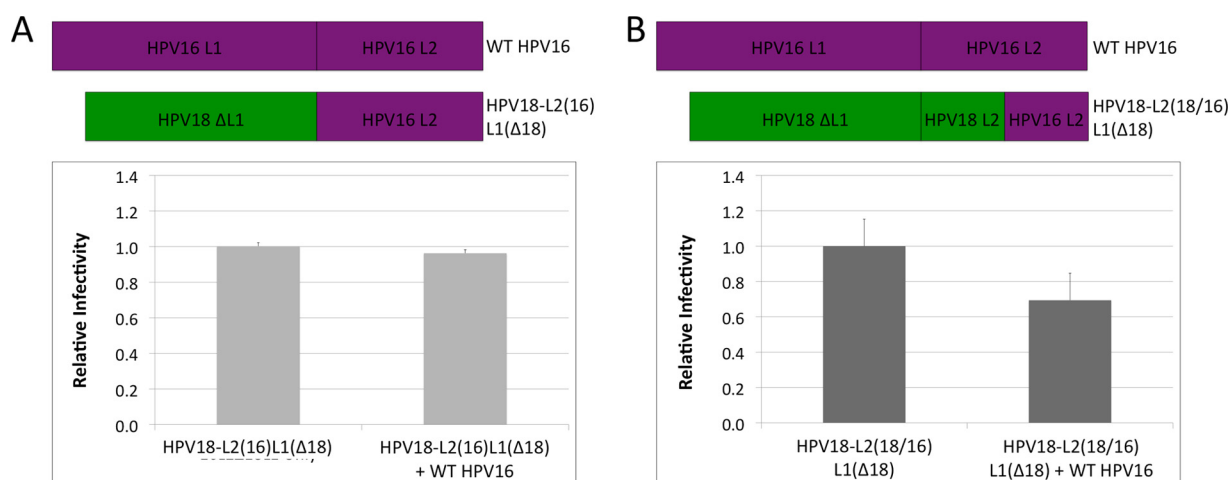 A
HPV16 L1
HPV16 L2
WT HPV16
HPV18 ΔL1
HPV16 L2
HPV18-L2(16)
L1(Δ18)
Relative Infectivity
1.4
1.2
1.0
0.8
0.6
0.4
0.2
0.0
HPV18-L2(16)L1(Δ18)
HPV18-L2(16)L1(Δ18)
+ WT HPV16
B
HPV16 L1
HPV16 L2
WT HPV16
HPV18 ΔL1
HPV18 L2
HPV16 L2
HPV18-L2(18/16)
L1(Δ18)
Relative Infectivity
1.4
1.2
1.0
0.8
0.6
0.4
0.2
0.0
HPV18-L2(18/16)
L1(Δ18)
HPV18-L2(18/16)
L1(Δ18) + WT HPV16